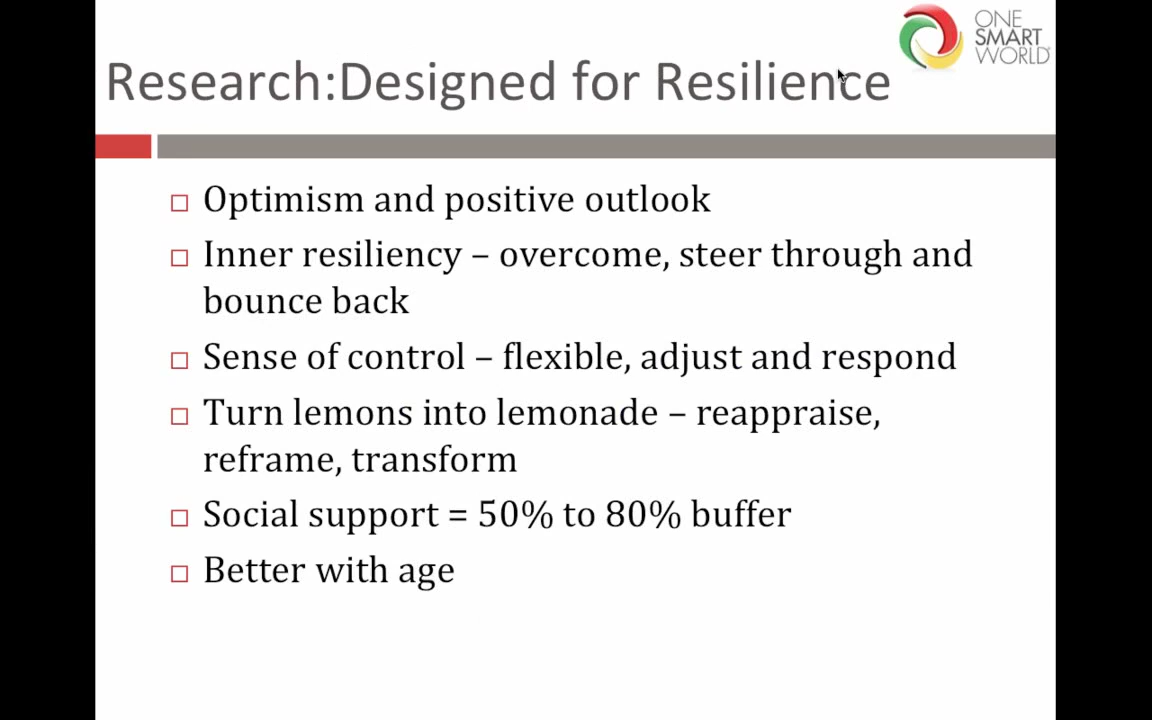 ONE
SMART
WORLD
Research:Designed for Resilience
Optimism and positive outlook
Inner resiliency – overcome, steer through and
bounce back
Sense of control – flexible, adjust and respond
Turn lemons into lemonade – reappraise,
reframe, transform
Social support = 50% to 80% buffer
Better with age